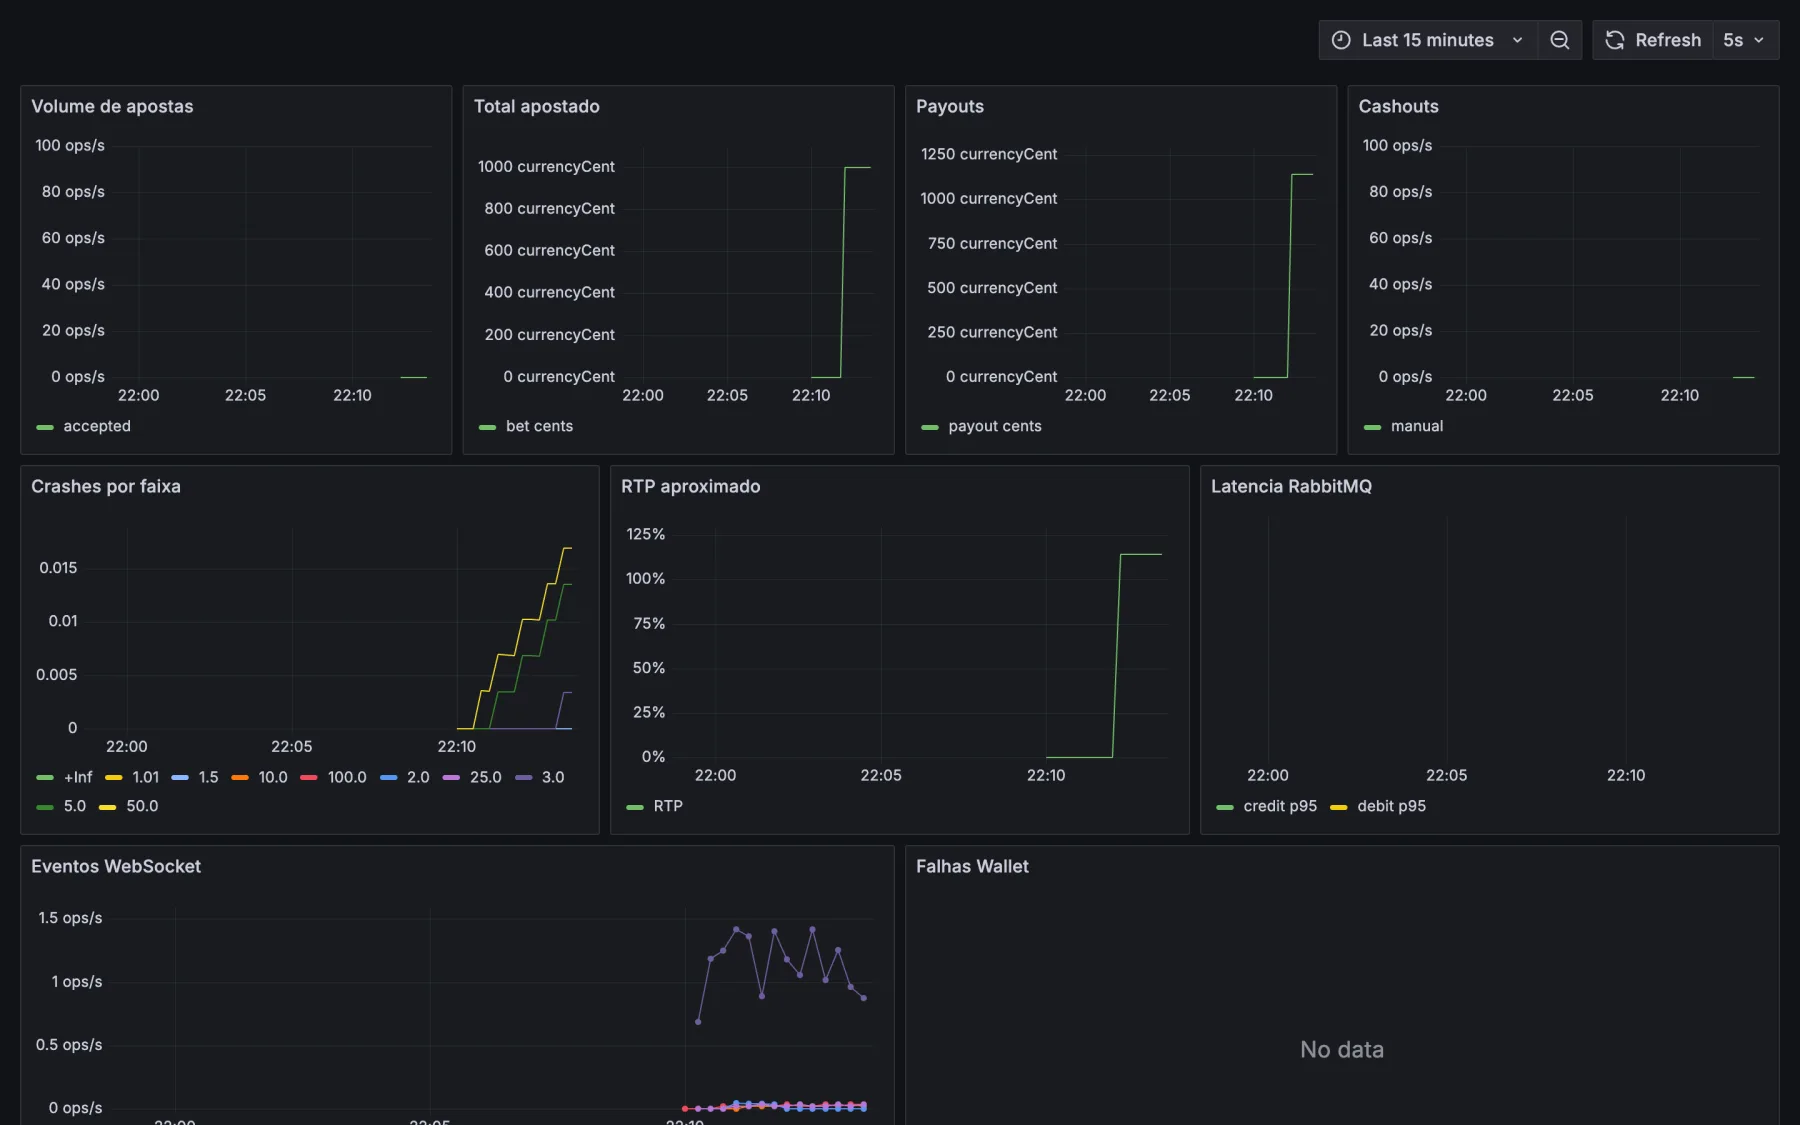 Last 15 minutes
Refresh
5s
Volume de apostas
100 ops/s
80 ops/s
60 ops/s
40 ops/s
20 ops/s
0 ops/s
22:00 22:05 22:10
accepted
Total apostado
1000 currencyCent
800 currencyCent
600 currencyCent
400 currencyCent
200 currencyCent
0 currencyCent
22:00 22:05 22:10
bet cents
Payouts
1250 currencyCent
1000 currencyCent
750 currencyCent
500 currencyCent
250 currencyCent
0 currencyCent
22:00 22:05 22:10
payout cents
Cashouts
100 ops/s
80 ops/s
60 ops/s
40 ops/s
20 ops/s
0 ops/s
22:00 22:05 22:10
manual
Crashes por faixa
0.015
0.01
0.005
0
22:00 22:05 22:10
+Inf 1.01 1.5 10.0 100.0 2.0 25.0 3.0
5.0 50.0
RTP aproximado
125%
100%
75%
50%
25%
0%
22:00 22:05 22:10
RTP
Latencia RabbitMQ
22:00 22:05 22:10
credit p95 debit p95
Eventos WebSocket
1.5 ops/s
1 ops/s
0.5 ops/s
0 ops/s
22:00 22:05 22:10
Falhas Wallet
No data